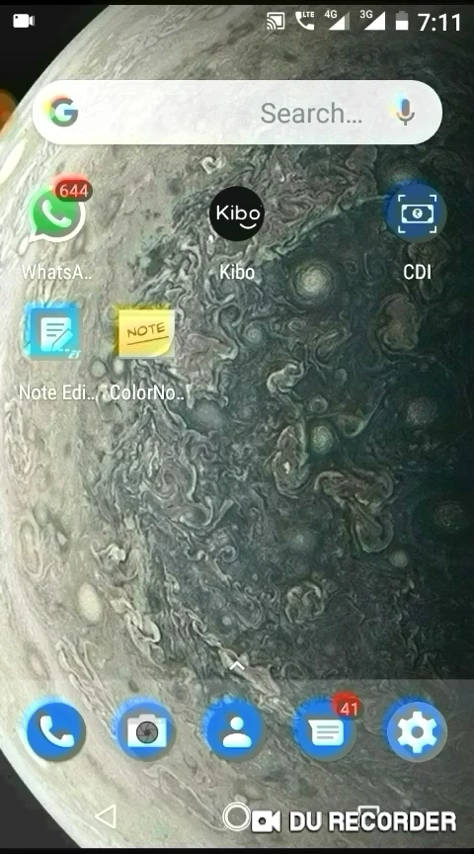 LTE 4G 3G 7:11
G Search...
644
Kibo
WhatsA.. Kibo CDI
NOTE
Note Edi... ColorNo..
41
DU RECORDER